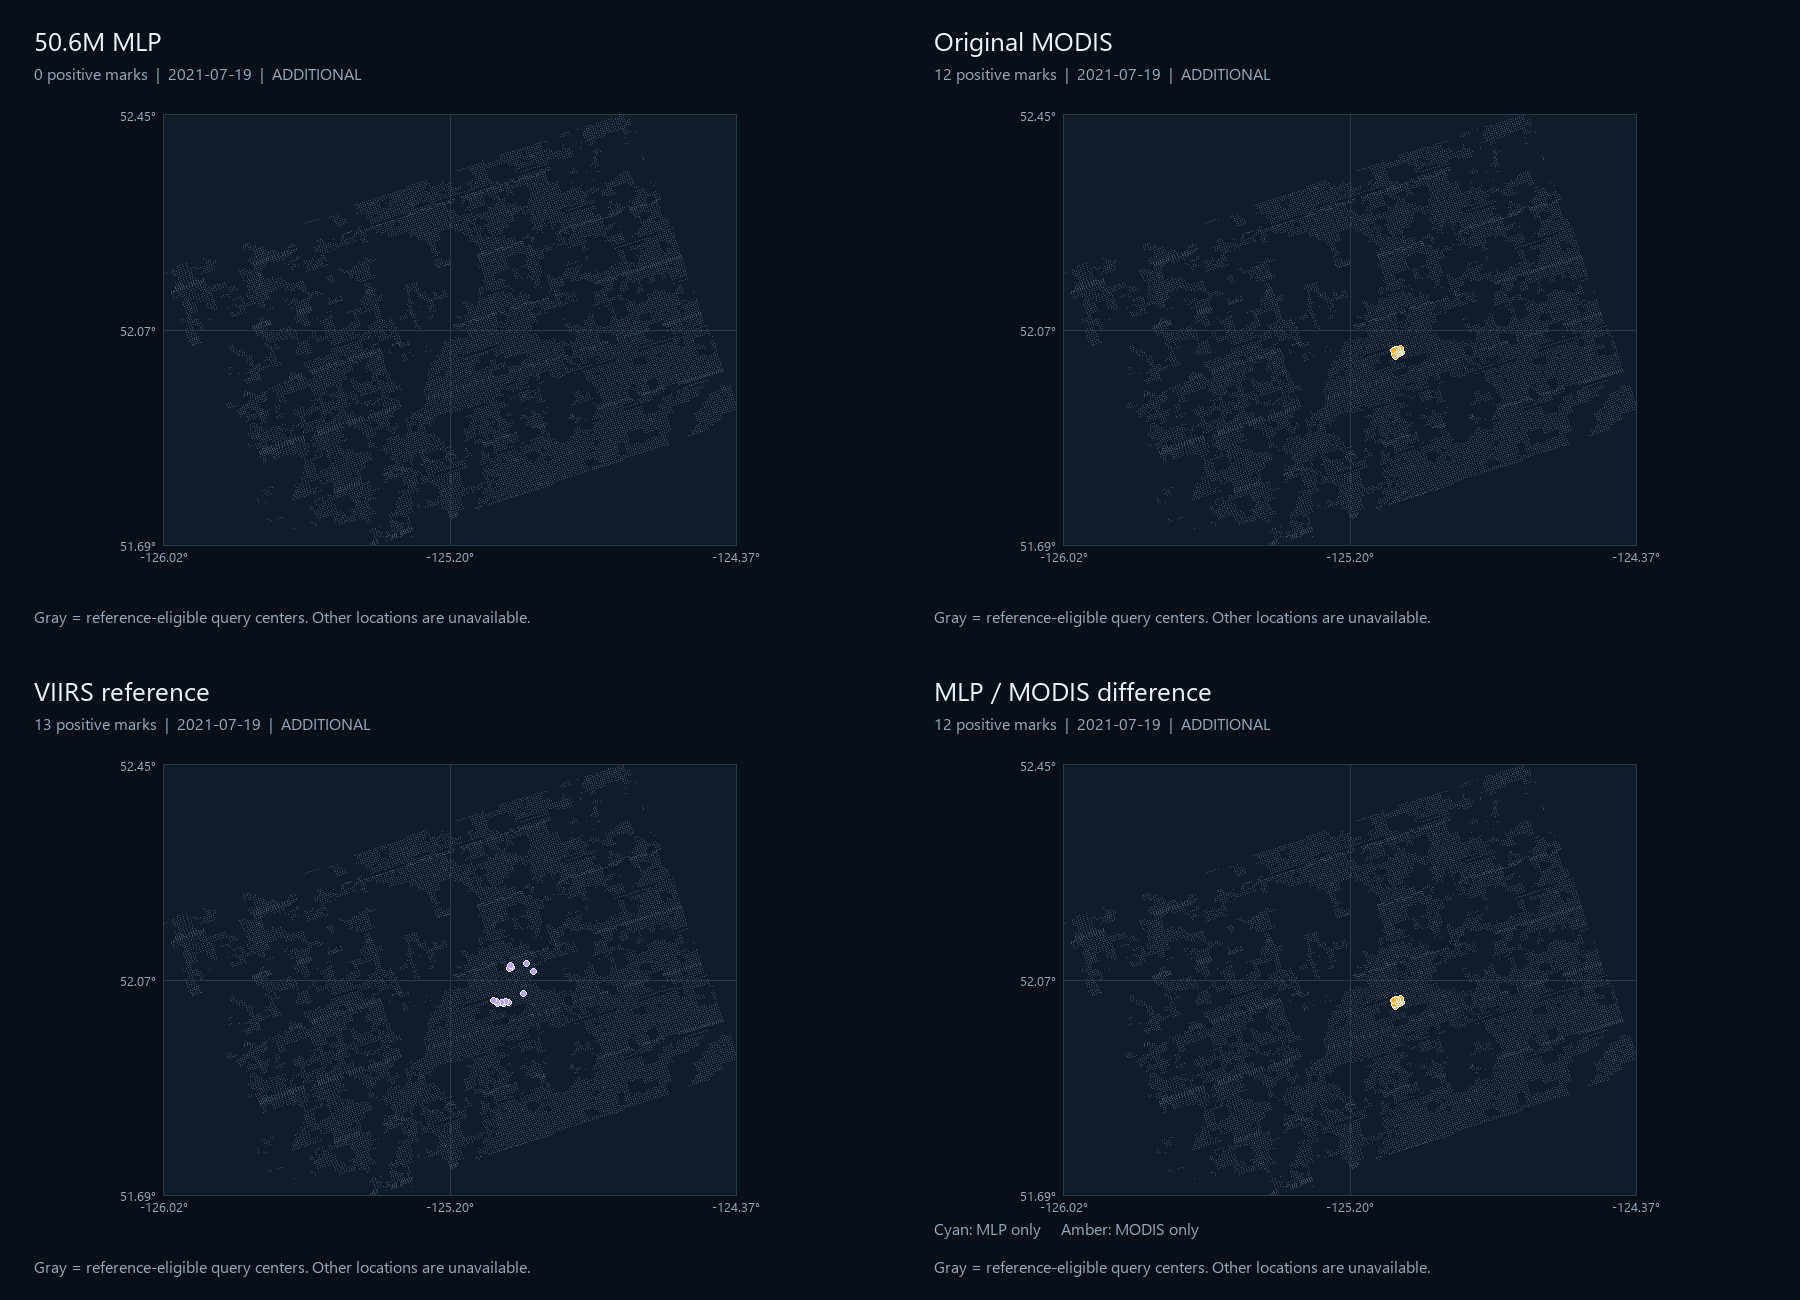 50.6M MLP
0 positive marks | 2021-07-19 | ADDITIONAL
52.45°
52.07°
51.69°
-126.02°
-125.20°
-124.37°
Gray = reference-eligible query centers. Other locations are unavailable.
Original MODIS
12 positive marks | 2021-07-19 | ADDITIONAL
52.45°
52.07°
51.69°
-126.02°
-125.20°
-124.37°
Gray = reference-eligible query centers. Other locations are unavailable.
VIIRS reference
13 positive marks | 2021-07-19 | ADDITIONAL
52.45°
52.07°
51.69°
-126.02°
-125.20°
-124.37°
Gray = reference-eligible query centers. Other locations are unavailable.
MLP / MODIS difference
12 positive marks | 2021-07-19 | ADDITIONAL
52.45°
52.07°
51.69°
-126.02°
-125.20°
-124.37°
Cyan: MLP only Amber: MODIS only
Gray = reference-eligible query centers. Other locations are unavailable.